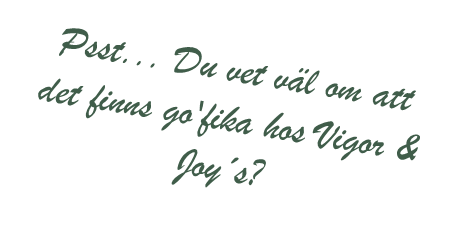 Psst... Du vet väl om att
det finns go'fika hos Vigor &
Joy´s?